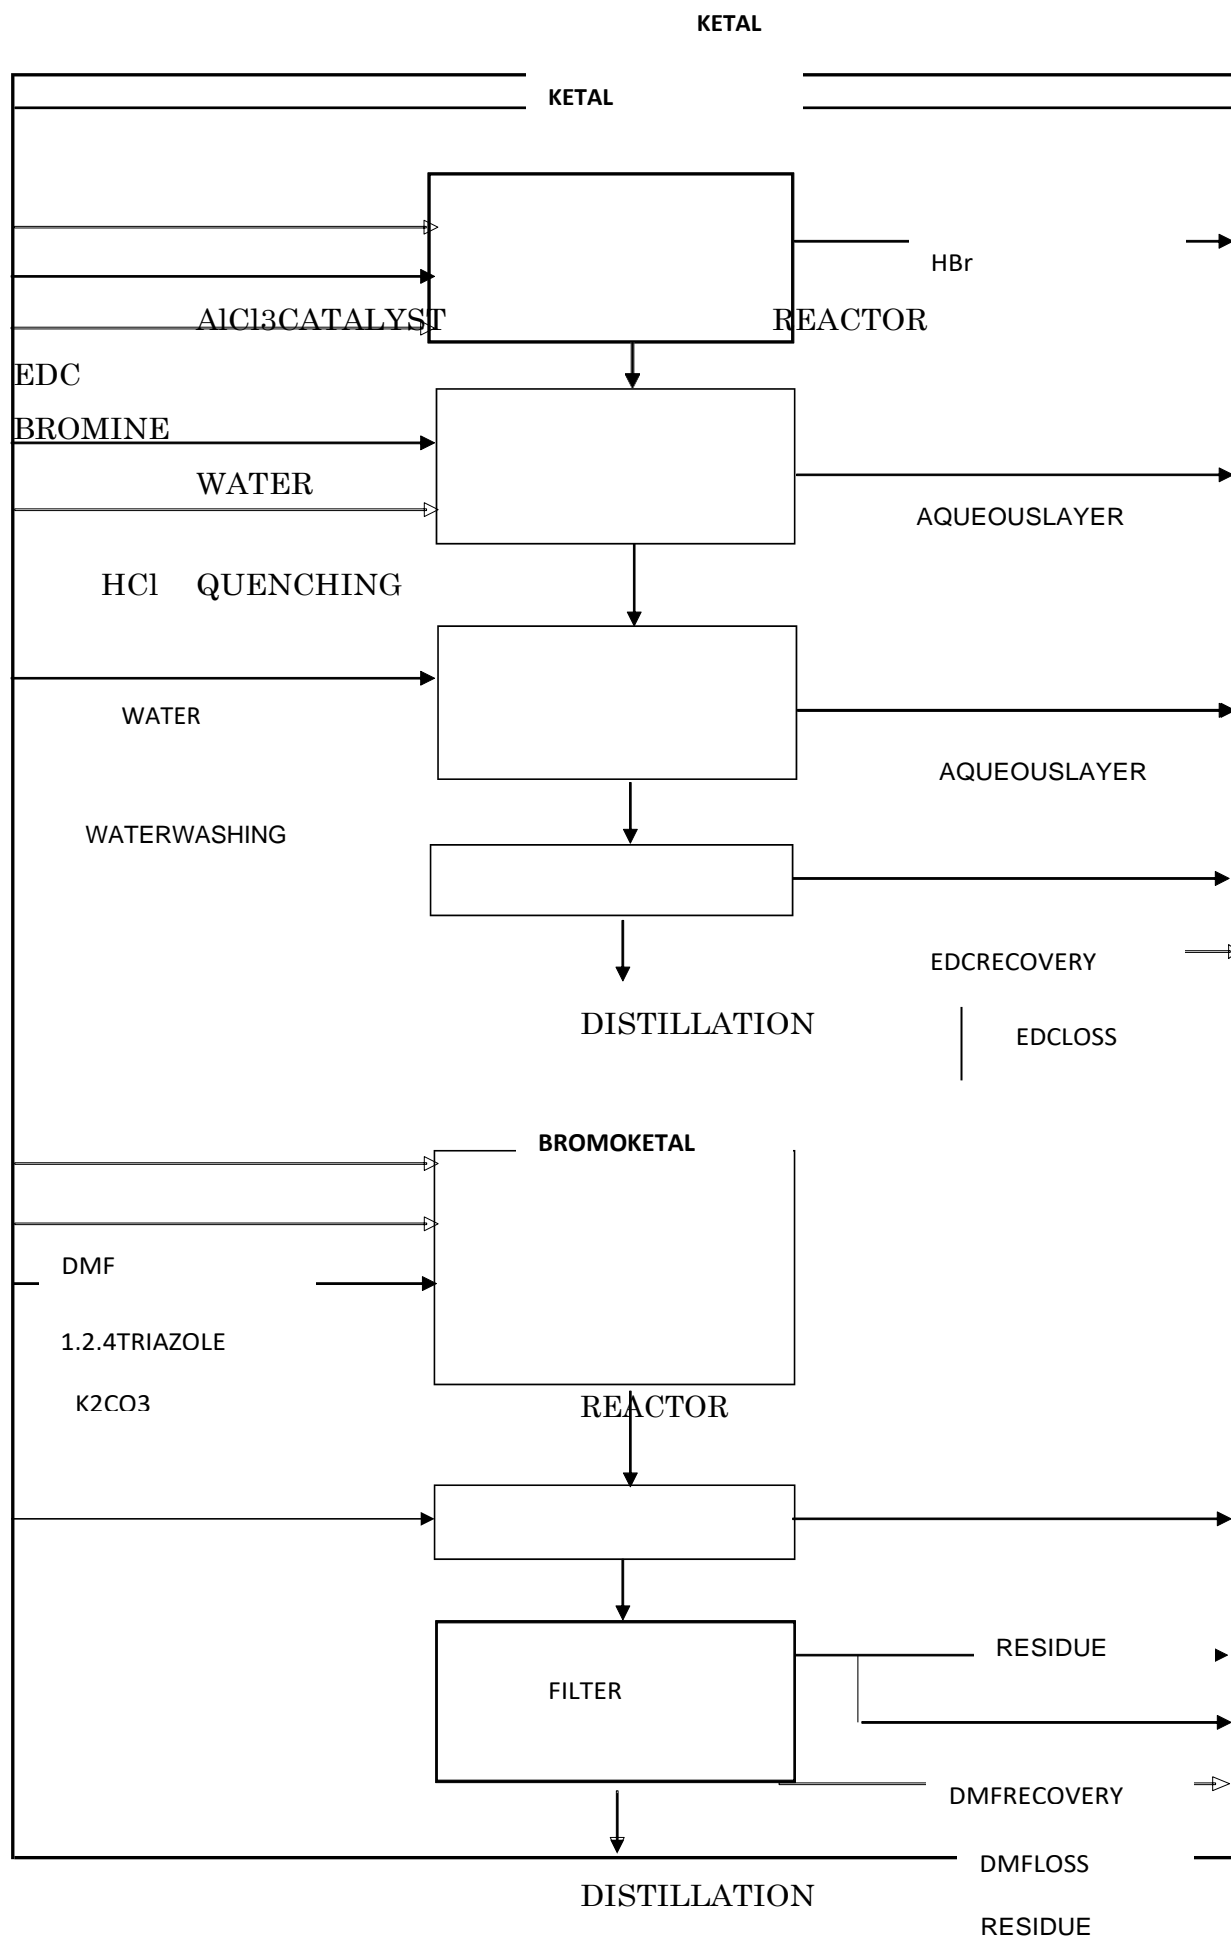 KETAL
KETAL
HBr
AlCl3CATALYST REACTOR
EDC
BROMINE
WATER
AQUEOUSLAYER
HCl QUENCHING
WATER
AQUEOUSLAYER
WATERWASHING
EDCRECOVERY
DISTILLATION
EDCLOSS
BROMOKETAL
DMF
1.2.4TRIAZOLE
K2CO3
REACTOR
RESIDUE
FILTER
DMFRECOVERY
DMFLOSS
DISTILLATION
RESIDUE